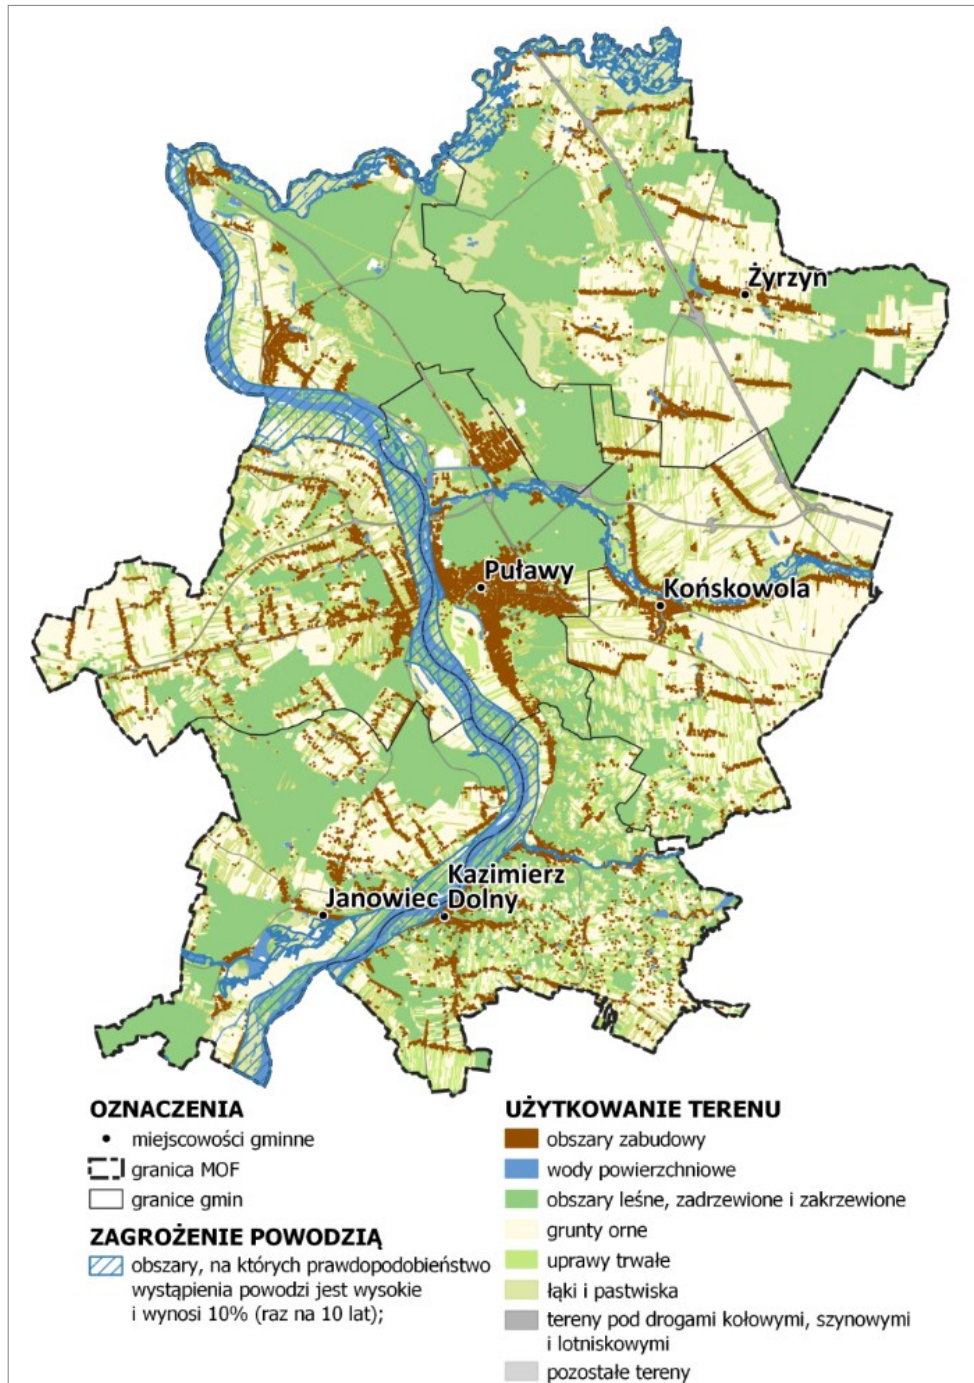 Żyrzyn
Puławy
Końskowola
Kazimierz
Dolny
Janowiec
OZNACZENIA
miejscowości gminne
granica MOF
granice gmin
ZAGROŻENIE POWODZIĄ
obszary, na których prawdopodobieństwo
wystąpienia powodzi jest wysokie
i wynosi 10% (raz na 10 lat);
UŻYTKOWANIE TERENU
obszary zabudowy
wody powierzchniowe
obszary leśne, zadrzewione i zakrzewione
grunty orne
uprawy trwałe
łąki i pastwiska
tereny pod drogami kołowymi, szynowymi
i lotniskowymi
pozostałe tereny